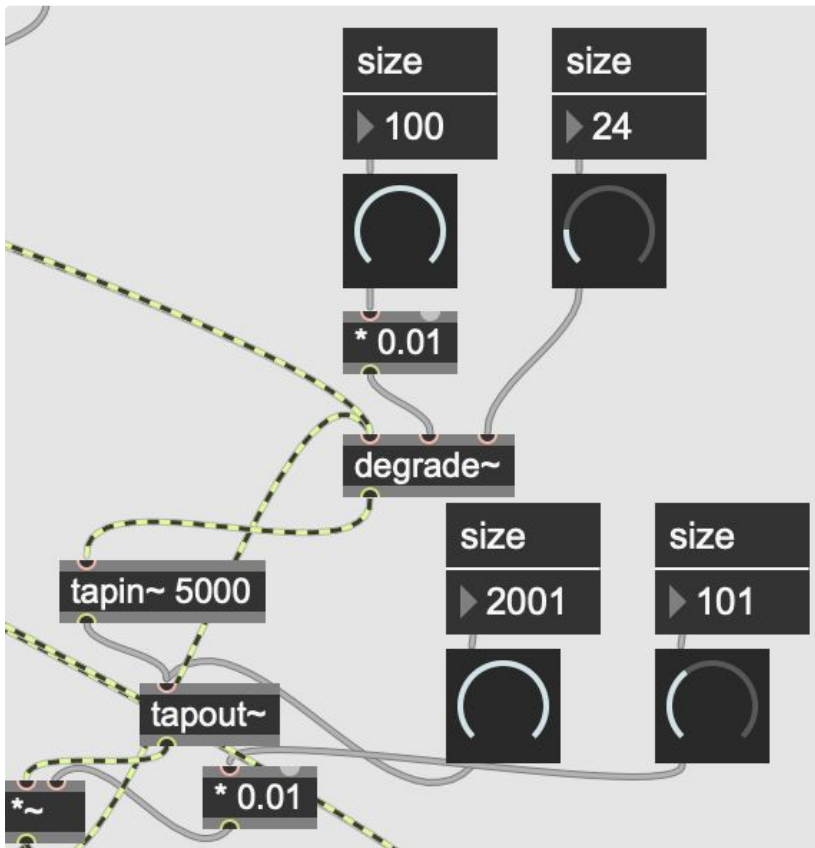 size
100
size
24
* 0.01
degrade~
tapin~ 5000
size
2001
size
101
tapout~
*~
* 0.01